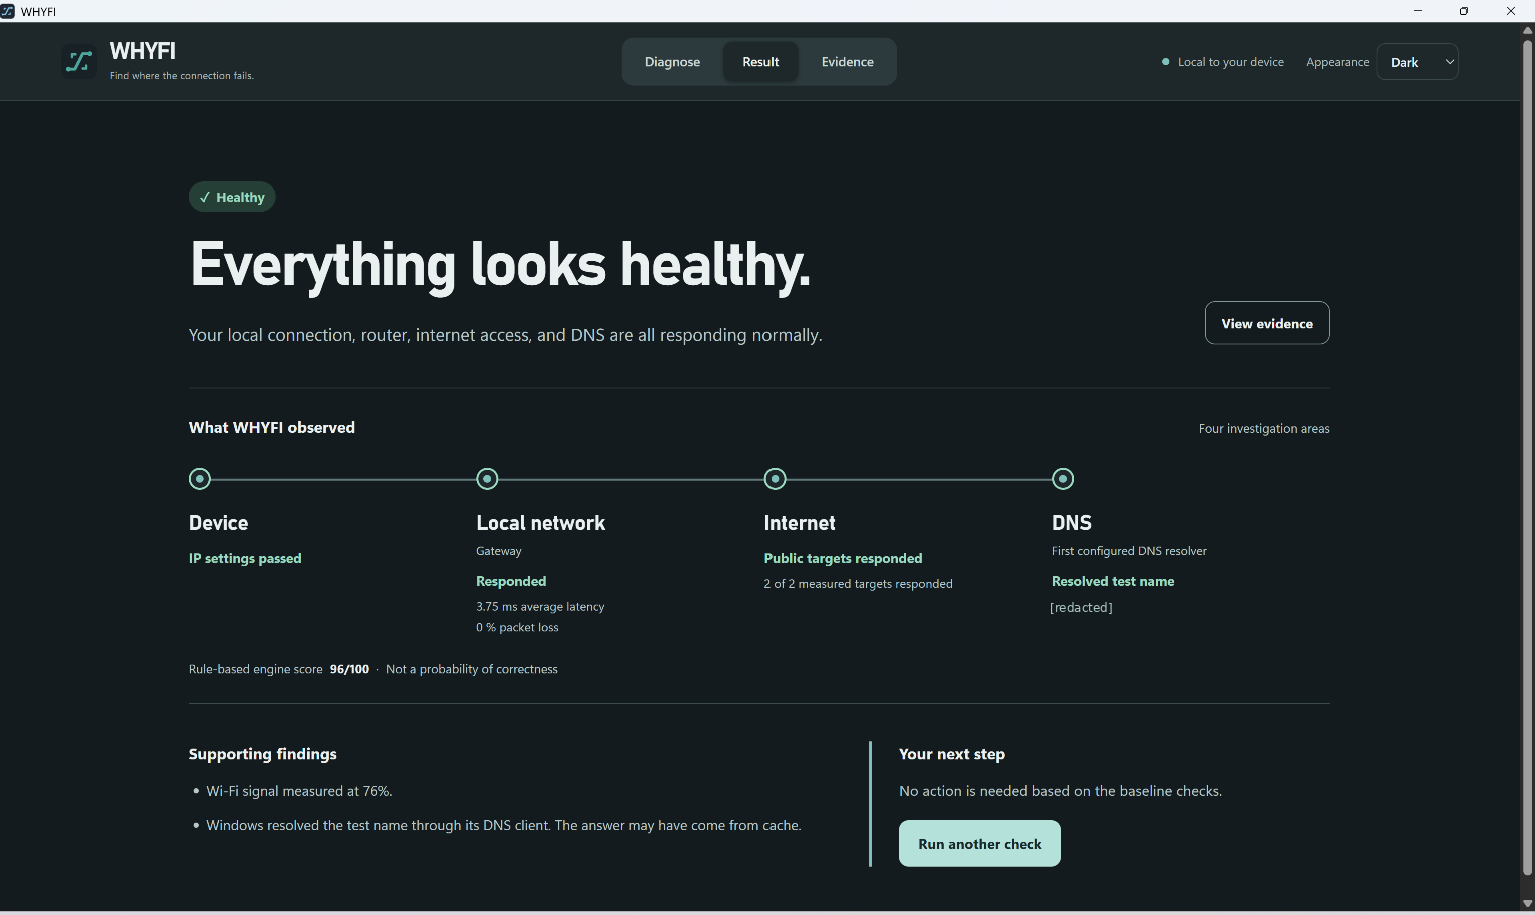 WHYFI
WHYFI
Find where the connection fails.
Diagnose
Result
Evidence
Local to your device
Appearance
Dark
✓ Healthy
Everything looks healthy.
Your local connection, router, internet access, and DNS are all responding normally.
View evidence
What WHYFI observed
Four investigation areas
Device
IP settings passed
Local network
Gateway
Responded
3.75 ms average latency
0 % packet loss
Internet
Public targets responded
2 of 2 measured targets responded
DNS
First configured DNS resolver
Resolved test name
[redacted]
Rule-based engine score 96/100 · Not a probability of correctness
Supporting findings
• Wi-Fi signal measured at 76%.
• Windows resolved the test name through its DNS client. The answer may have come from cache.
Your next step
No action is needed based on the baseline checks.
Run another check